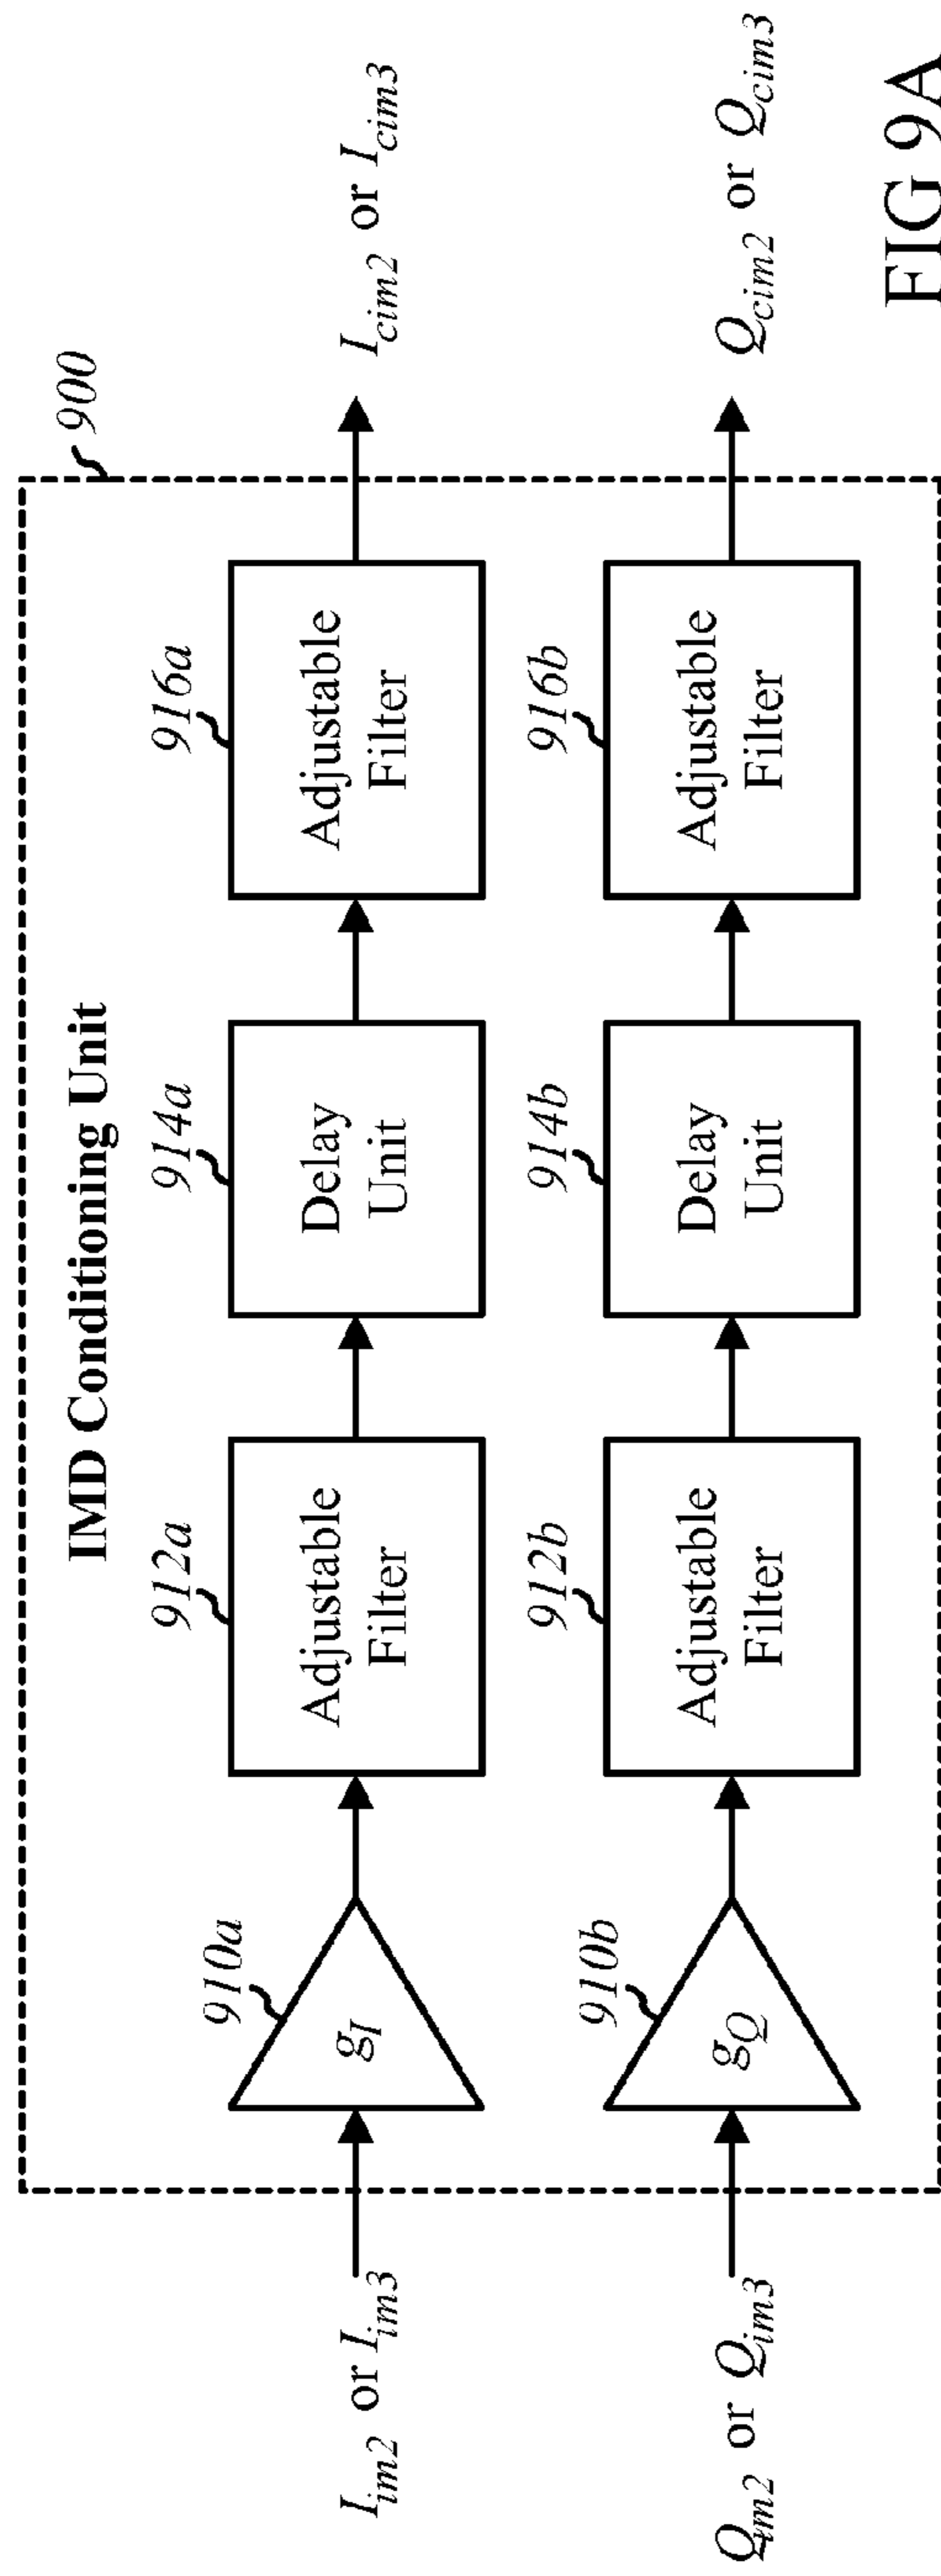 900
IMD Conditioning Unit
910a
912a
914a
916a
I_im2 or I_im3
g_I
Adjustable
Filter
Delay
Unit
Adjustable
Filter
I_cim2 or I_cim3
910b
912b
914b
916b
Q_im2 or Q_im3
g_Q
Adjustable
Filter
Delay
Unit
Adjustable
Filter
Q_cim2 or Q_cim3
FIG 9A